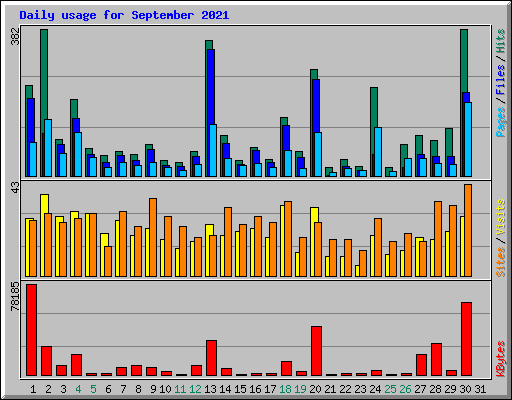 Daily usage for September 2021
382
Pages / Files / Hits
43
Sites / Visits
78185
KBytes
1 2 3 4 5 6 7 8 9 10 11 12 13 14 15 16 17 18 19 20 21 22 23 24 25 26 27 28 29 30 31